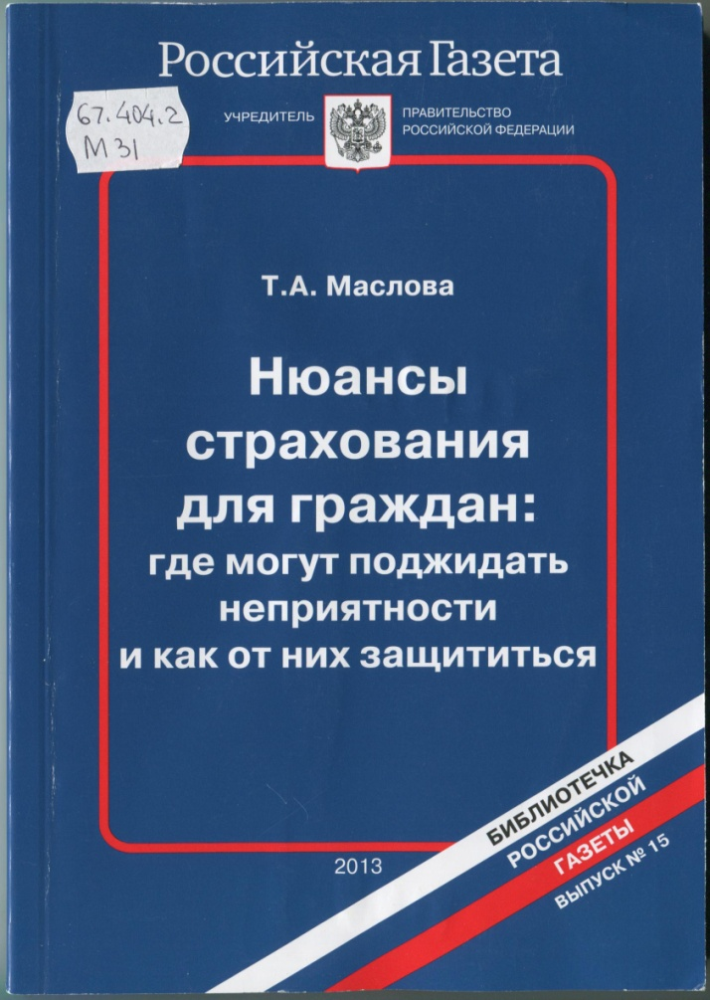 Российская Газета
67.404.2
М 31
УЧРЕДИТЕЛЬ
ПРАВИТЕЛЬСТВО
РОССИЙСКОЙ ФЕДЕРАЦИИ
Т.А. Маслова
Нюансы
страхования
для граждан:
где могут поджидать
неприятности
и как от них защититься
БИБЛИОТЕЧКА
РОССИЙСКОЙ
ГАЗЕТЫ
ВЫПУСК № 15
2013